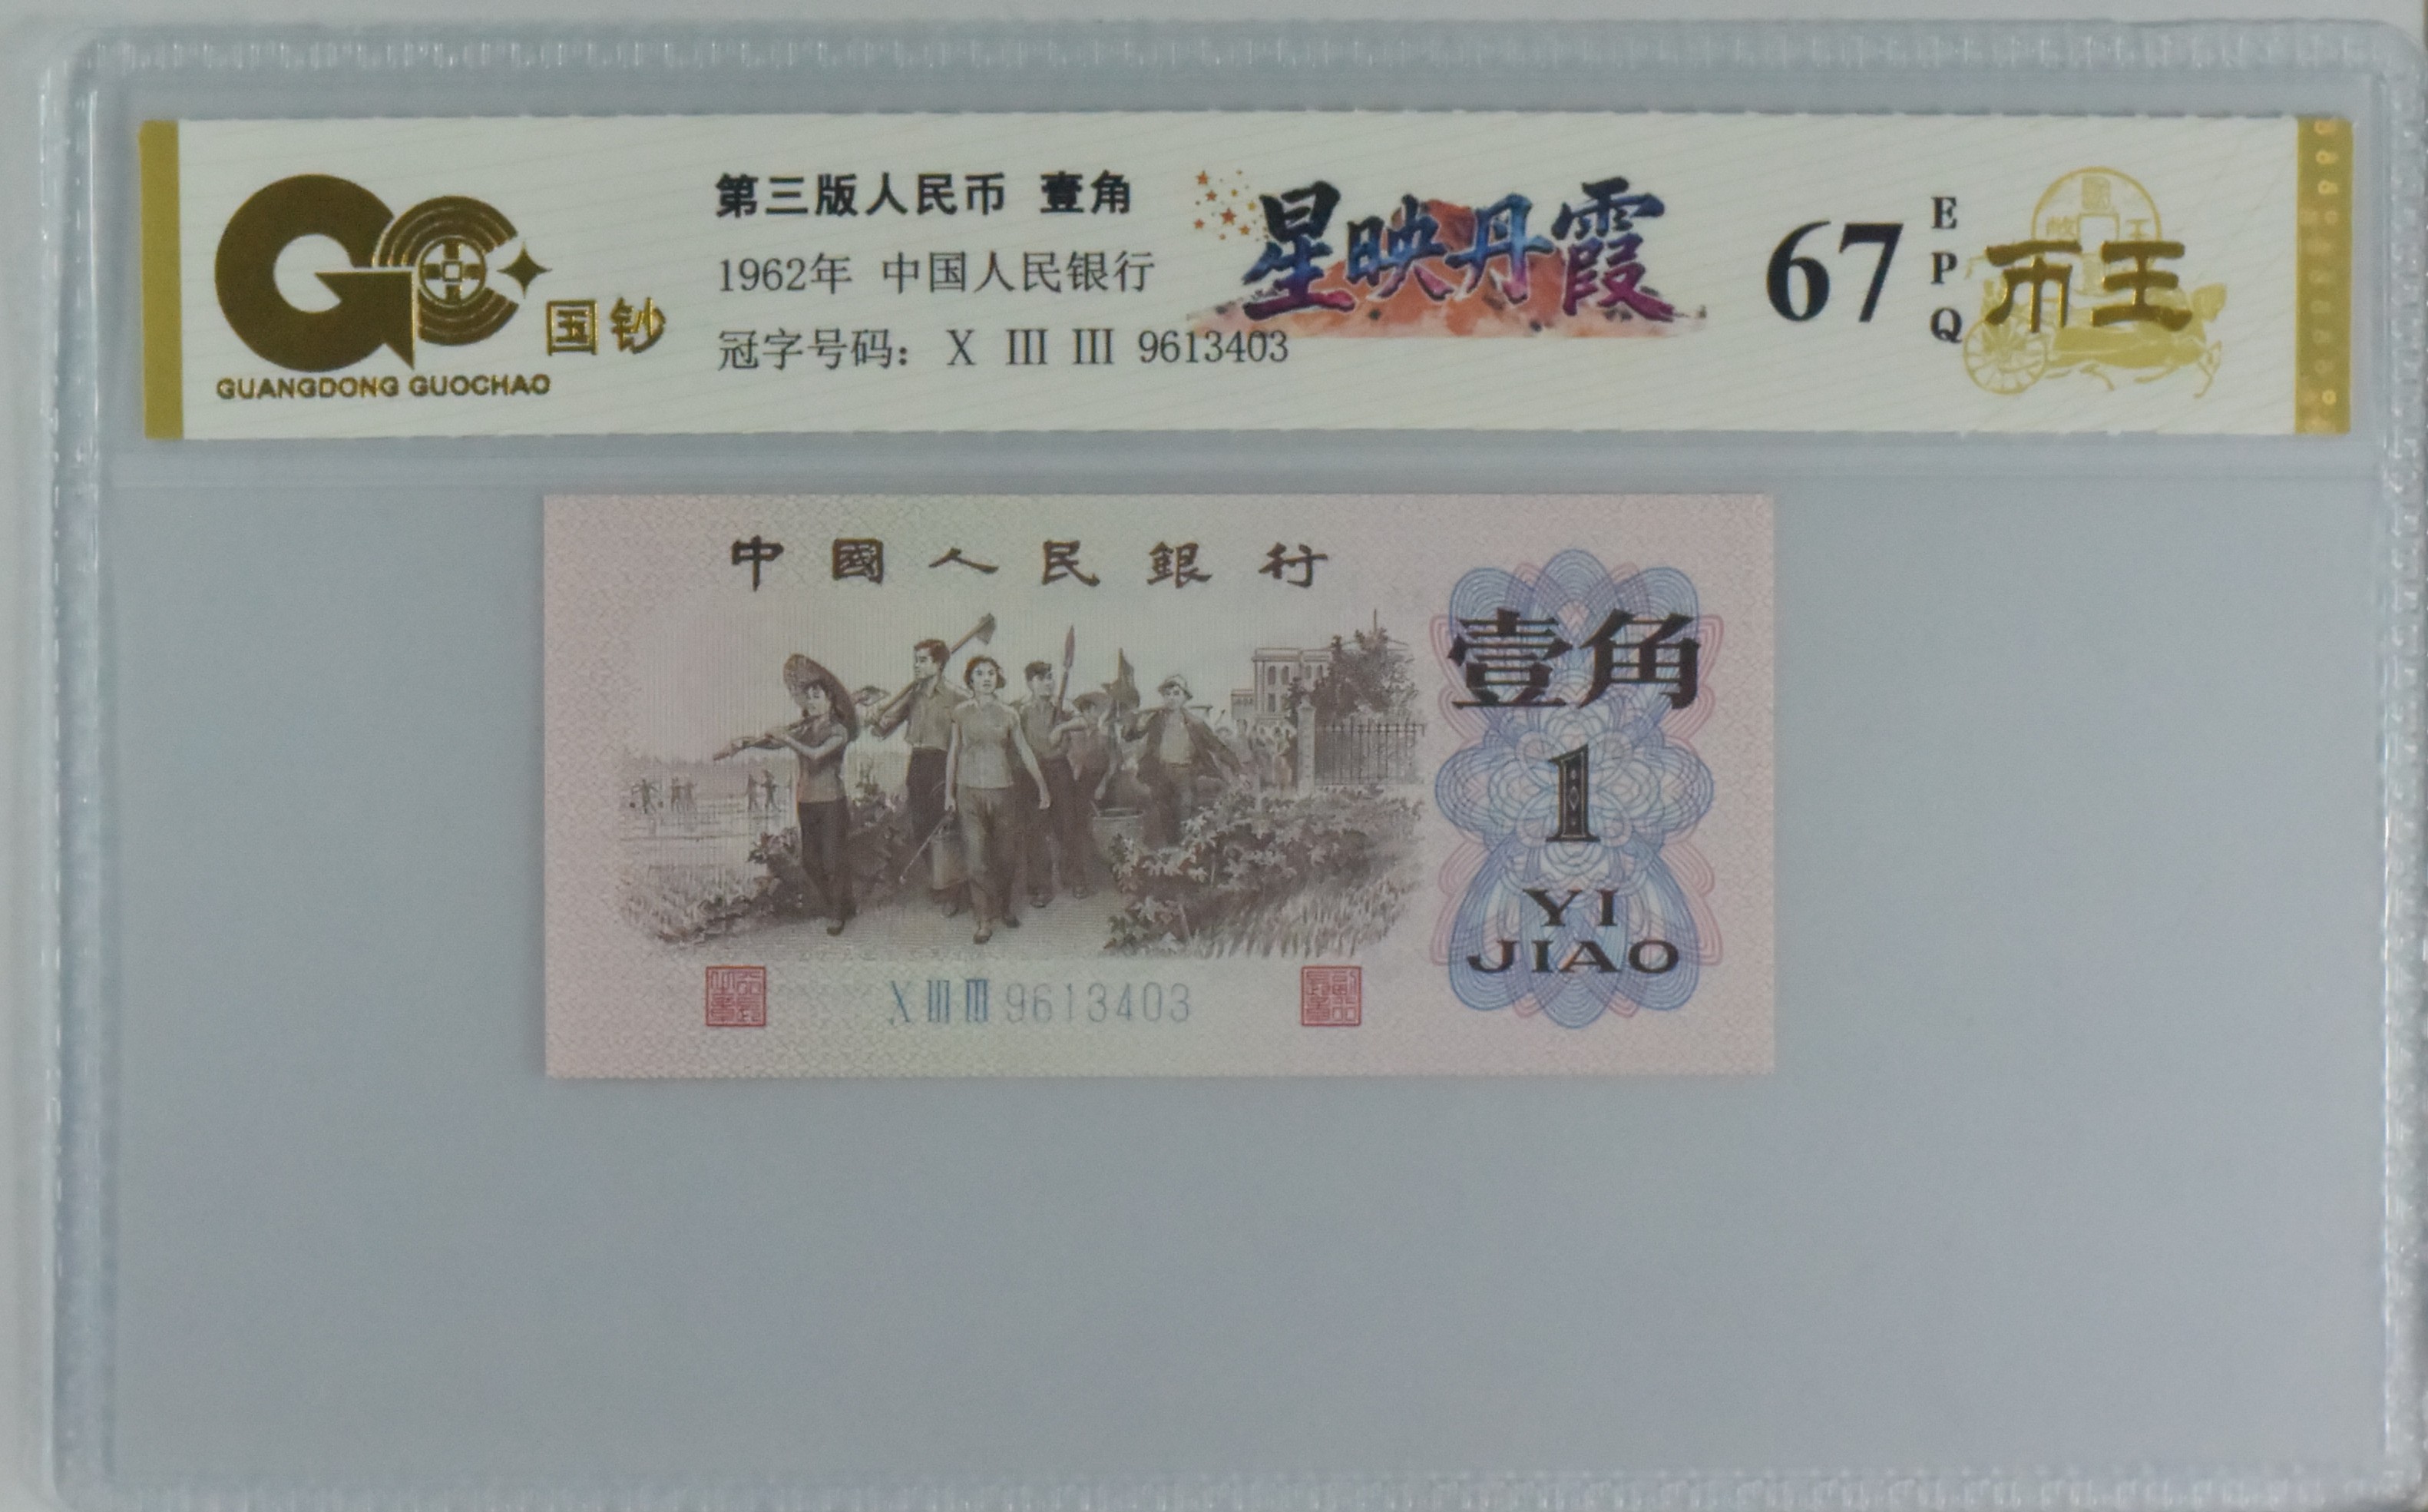 国钞
GUANGDONG GUOCHAO
第三版人民币 壹角
1962年 中国人民银行
冠字号码： X III III 9613403
星映丹霞
67
EPQ
币王
中國人民銀行
壹角
1
YI
JIAO
X III III 9613403